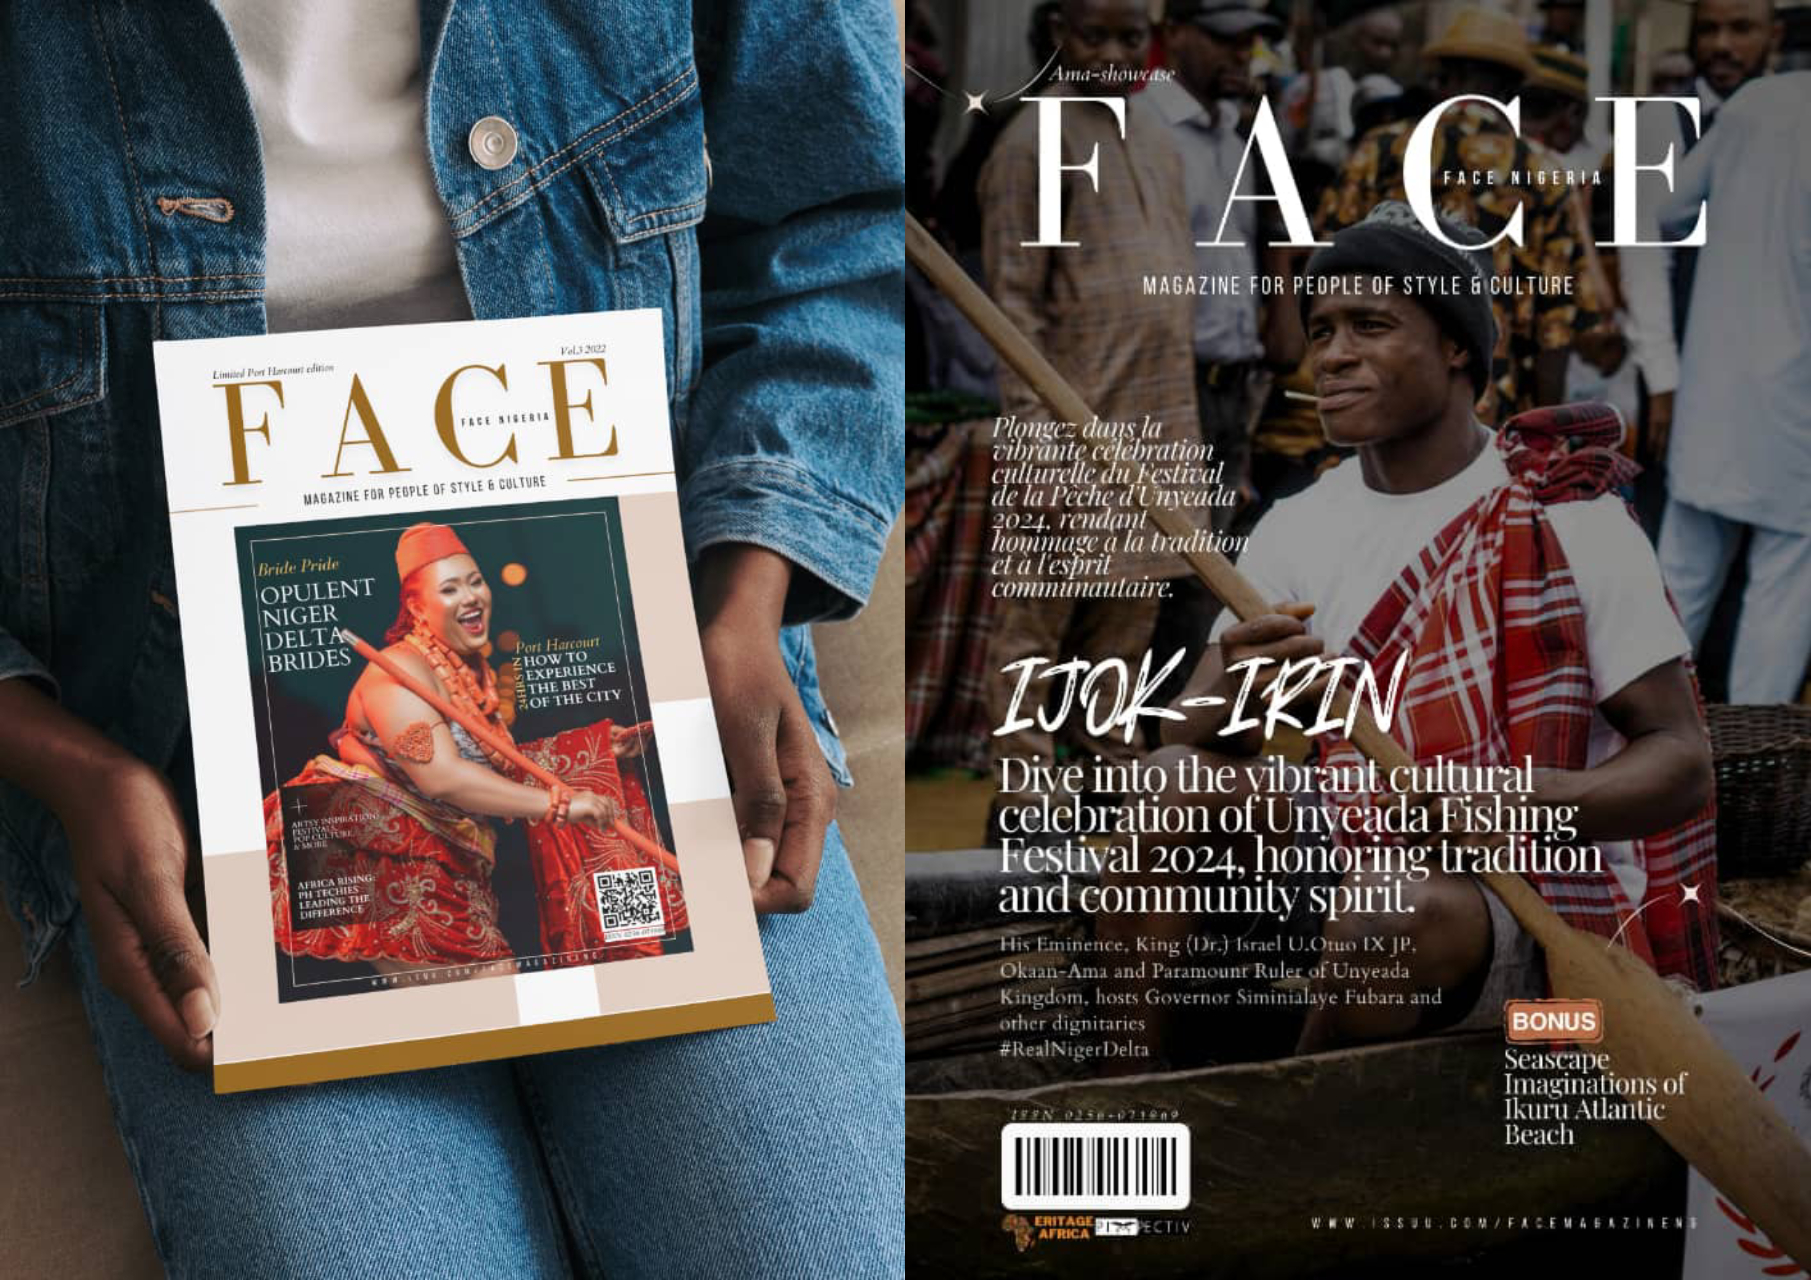 Limited Port Harcourt edition
Vol.3 2022
FACE
FACE NIGERIA
MAGAZINE FOR PEOPLE OF STYLE & CULTURE
Bride Pride
OPULENT
NIGER
DELTA
BRIDES
Port Harcourt
24HRS IN
HOW TO
EXPERIENCE
THE BEST
OF THE CITY
ARTSY INSPIRATION,
FESTIVALS,
POP CULTURE
& MORE
AFRICA RISING:
PH TECHIES
LEADING THE
DIFFERENCE
WWW.ISSUU.COM/FACEMAGAZINENG
Ama-showcase
FACE
FACE NIGERIA
MAGAZINE FOR PEOPLE OF STYLE & CULTURE
Plongez dans la
vibrante célébration
culturelle du Festival
de la Pêche d'Unyeada
2024, rendant
hommage à la tradition
et à l'esprit
communautaire.
IJOK-IRIN
Dive into the vibrant cultural
celebration of Unyeada Fishing
Festival 2024, honoring tradition
and community spirit.
His Eminence, King (Dr.) Israel U.Otuo IX JP,
Okaan-Ama and Paramount Ruler of Unyeada
Kingdom, hosts Governor Siminialaye Fubara and
other dignitaries
#RealNigerDelta
BONUS
Seascape
Imaginations of
Ikuru Atlantic
Beach
ISSN 0256-071969
ERITAGE
AFRICA
WWW.ISSUU.COM/FACEMAGAZINENG